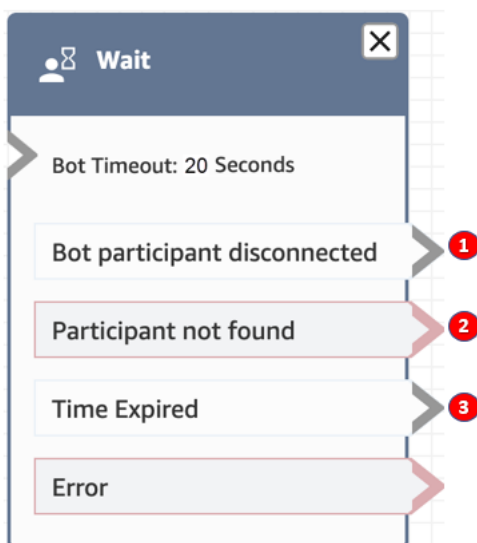 Wait
Bot Timeout: 20 Seconds
Bot participant disconnected
1
Participant not found
2
Time Expired
3
Error